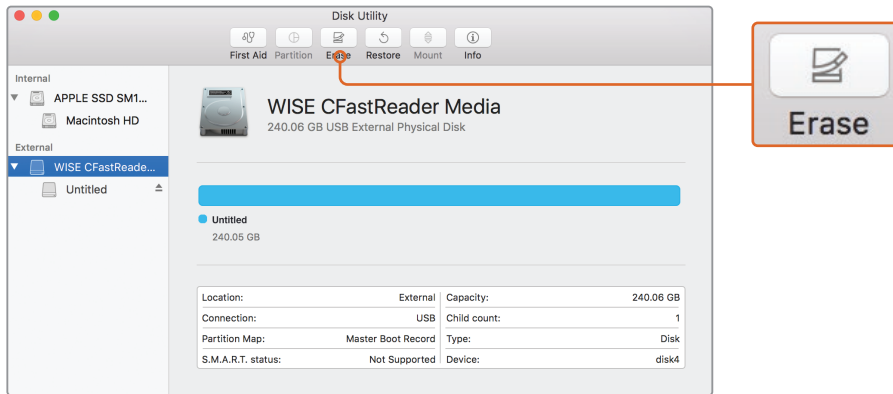 Disk Utility
First Aid Partition Erase Restore Mount Info
Erase
Internal
APPLE SSD SM1...
Macintosh HD
External
WISE CFastReade...
Untitled
WISE CFastReader Media
240.06 GB USB External Physical Disk
Untitled
240.05 GB
Location: External Capacity: 240.06 GB
Connection: USB Child count: 1
Partition Map: Master Boot Record Type: Disk
S.M.A.R.T. status: Not Supported Device: disk4